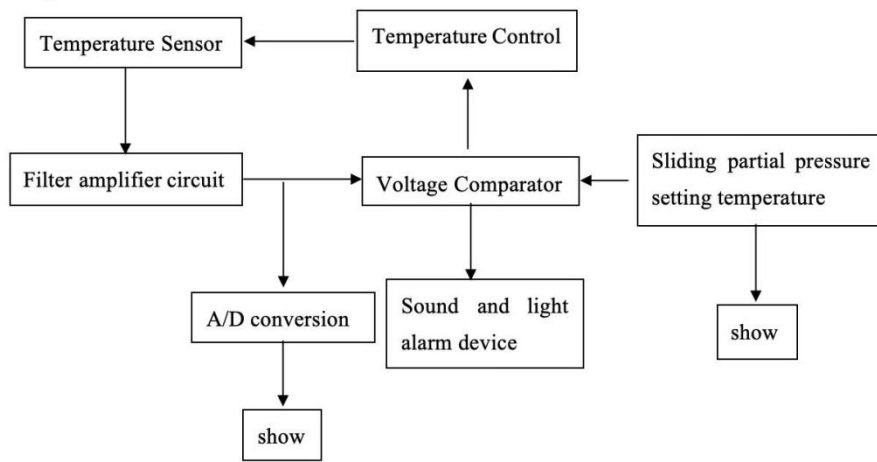 Temperature Sensor
Temperature Control
Filter amplifier circuit
Voltage Comparator
Sliding partial pressure
setting temperature
A/D conversion
Sound and light
alarm device
show
show